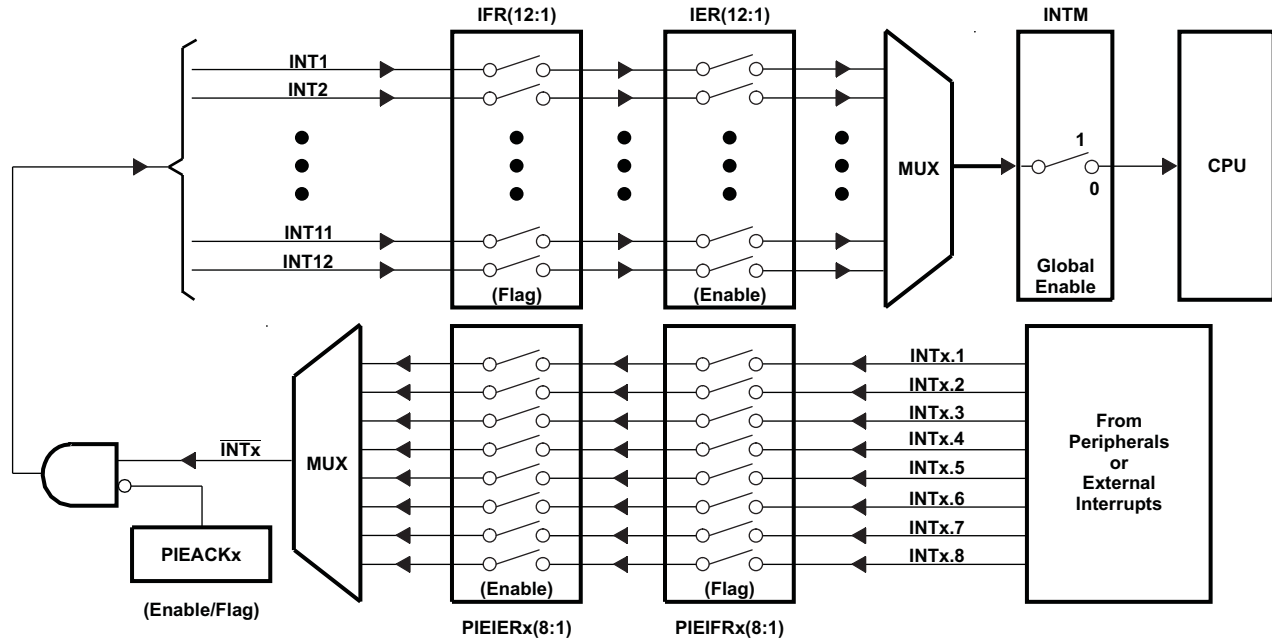 IFR(12:1)
IER(12:1)
INTM
INT1
INT2
INT11
INT12
MUX
1
0
CPU
(Flag)
(Enable)
Global
Enable
INTx.1
INTx.2
INTx.3
INTx.4
INTx.5
INTx.6
INTx.7
INTx.8
From
Peripherals
or
External
Interrupts
INTx
MUX
PIEACKx
(Enable/Flag)
(Enable)
(Flag)
PIEIERx(8:1)
PIEIFRx(8:1)